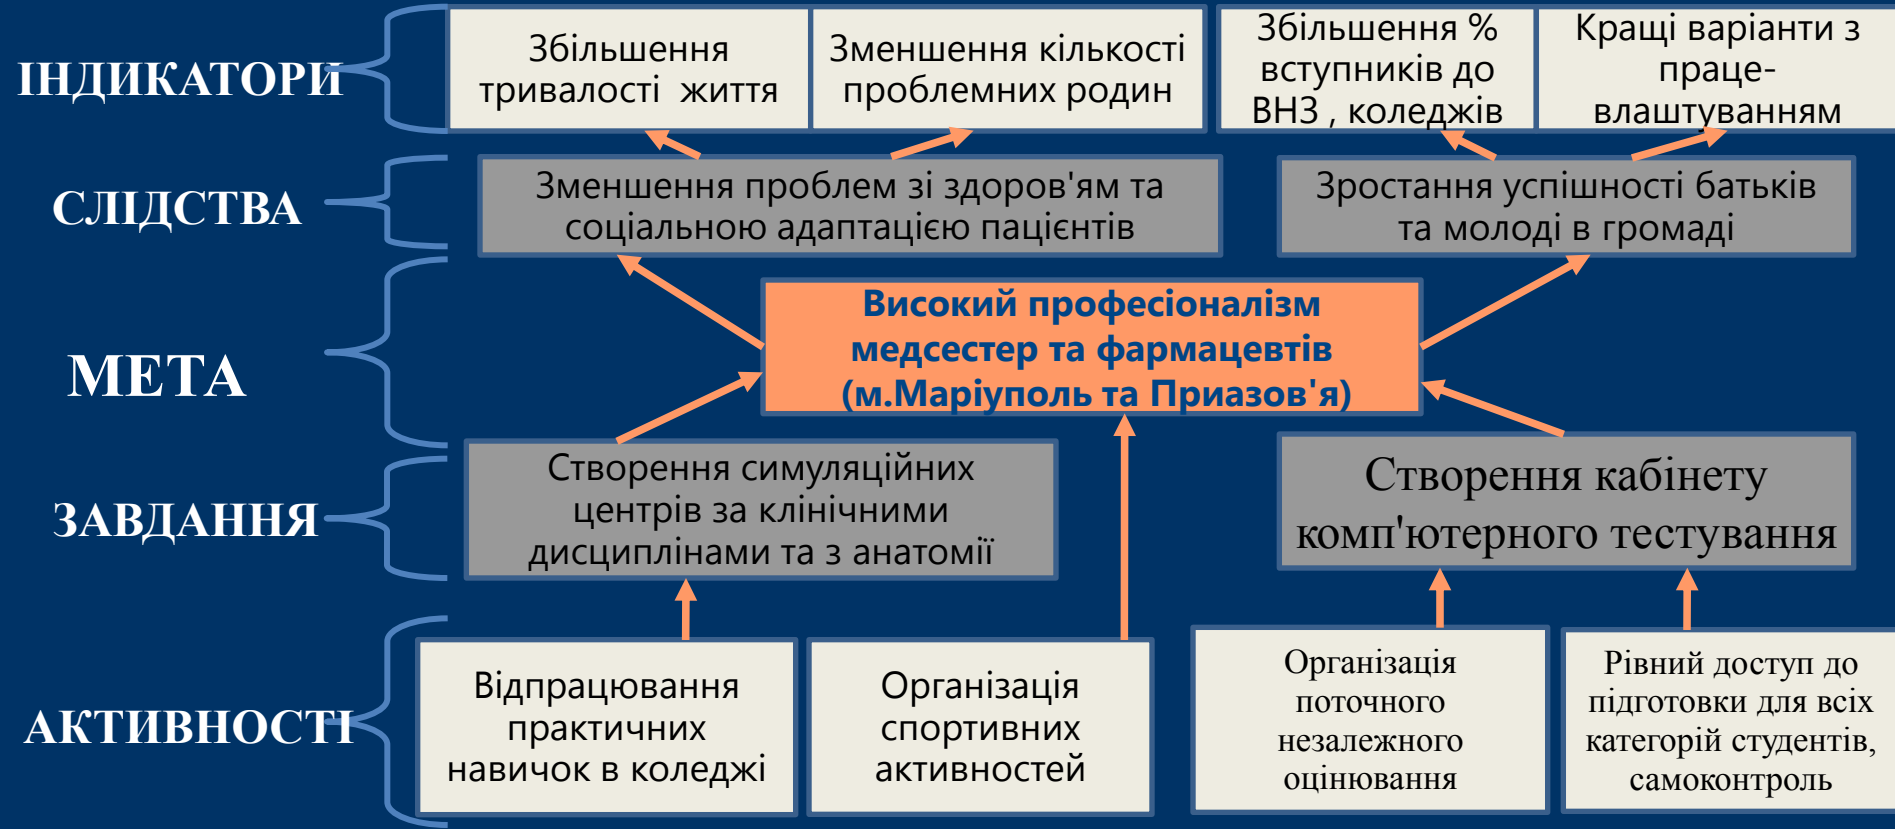 ІНДИКАТОРИ
Збільшення
тривалості життя
Зменшення кількості
проблемних родин
Збільшення %
вступників до
ВНЗ , коледжів
Кращі варіанти з
праце-
влаштуванням
СЛІДСТВА
Зменшення проблем зі здоров'ям та
соціальною адаптацією пацієнтів
Зростання успішності батьків
та молоді в громаді
МЕТА
Високий професіоналізм
медсестер та фармацевтів
(м.Маріуполь та Приазов'я)
ЗАВДАННЯ
Створення симуляційних
центрів за клінічними
дисциплінами та з анатомії
Створення кабінету
комп'ютерного тестування
АКТИВНОСТІ
Відпрацювання
практичних
навичок в коледжі
Організація
спортивних
активностей
Організація
поточного
незалежного
оцінювання
Рівний доступ до
підготовки для всіх
категорій студентів,
самоконтроль